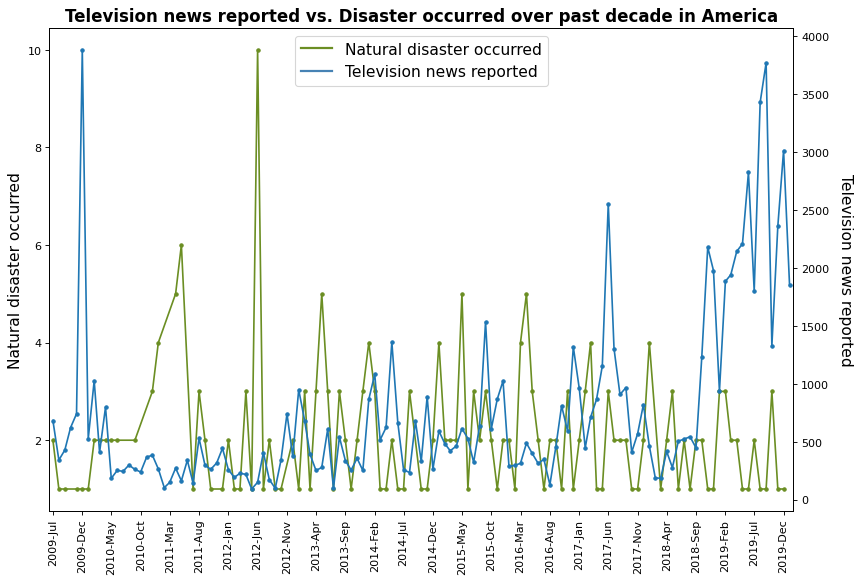 Television news reported vs. Disaster occurred over past decade in America
Natural disaster occurred
Television news reported
Natural disaster occurred
10
8
6
4
2
4000
3500
3000
2500
2000
1500
1000
500
0
Television news reported
2009-Jul
2009-Dec
2010-May
2010-Oct
2011-Mar
2011-Aug
2012-Jan
2012-Jun
2012-Nov
2013-Apr
2013-Sep
2014-Feb
2014-Jul
2014-Dec
2015-May
2015-Oct
2016-Mar
2016-Aug
2017-Jan
2017-Jun
2017-Nov
2018-Apr
2018-Sep
2019-Feb
2019-Jul
2019-Dec